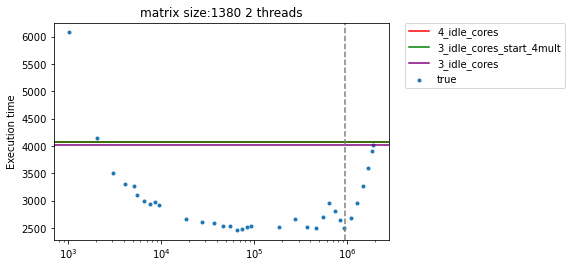 matrix size:1380 2 threads
Execution time
6000
5500
5000
4500
4000
3500
3000
2500
10³
10⁴
10⁵
10⁶
4_idle_cores
3_idle_cores_start_4mult
3_idle_cores
true